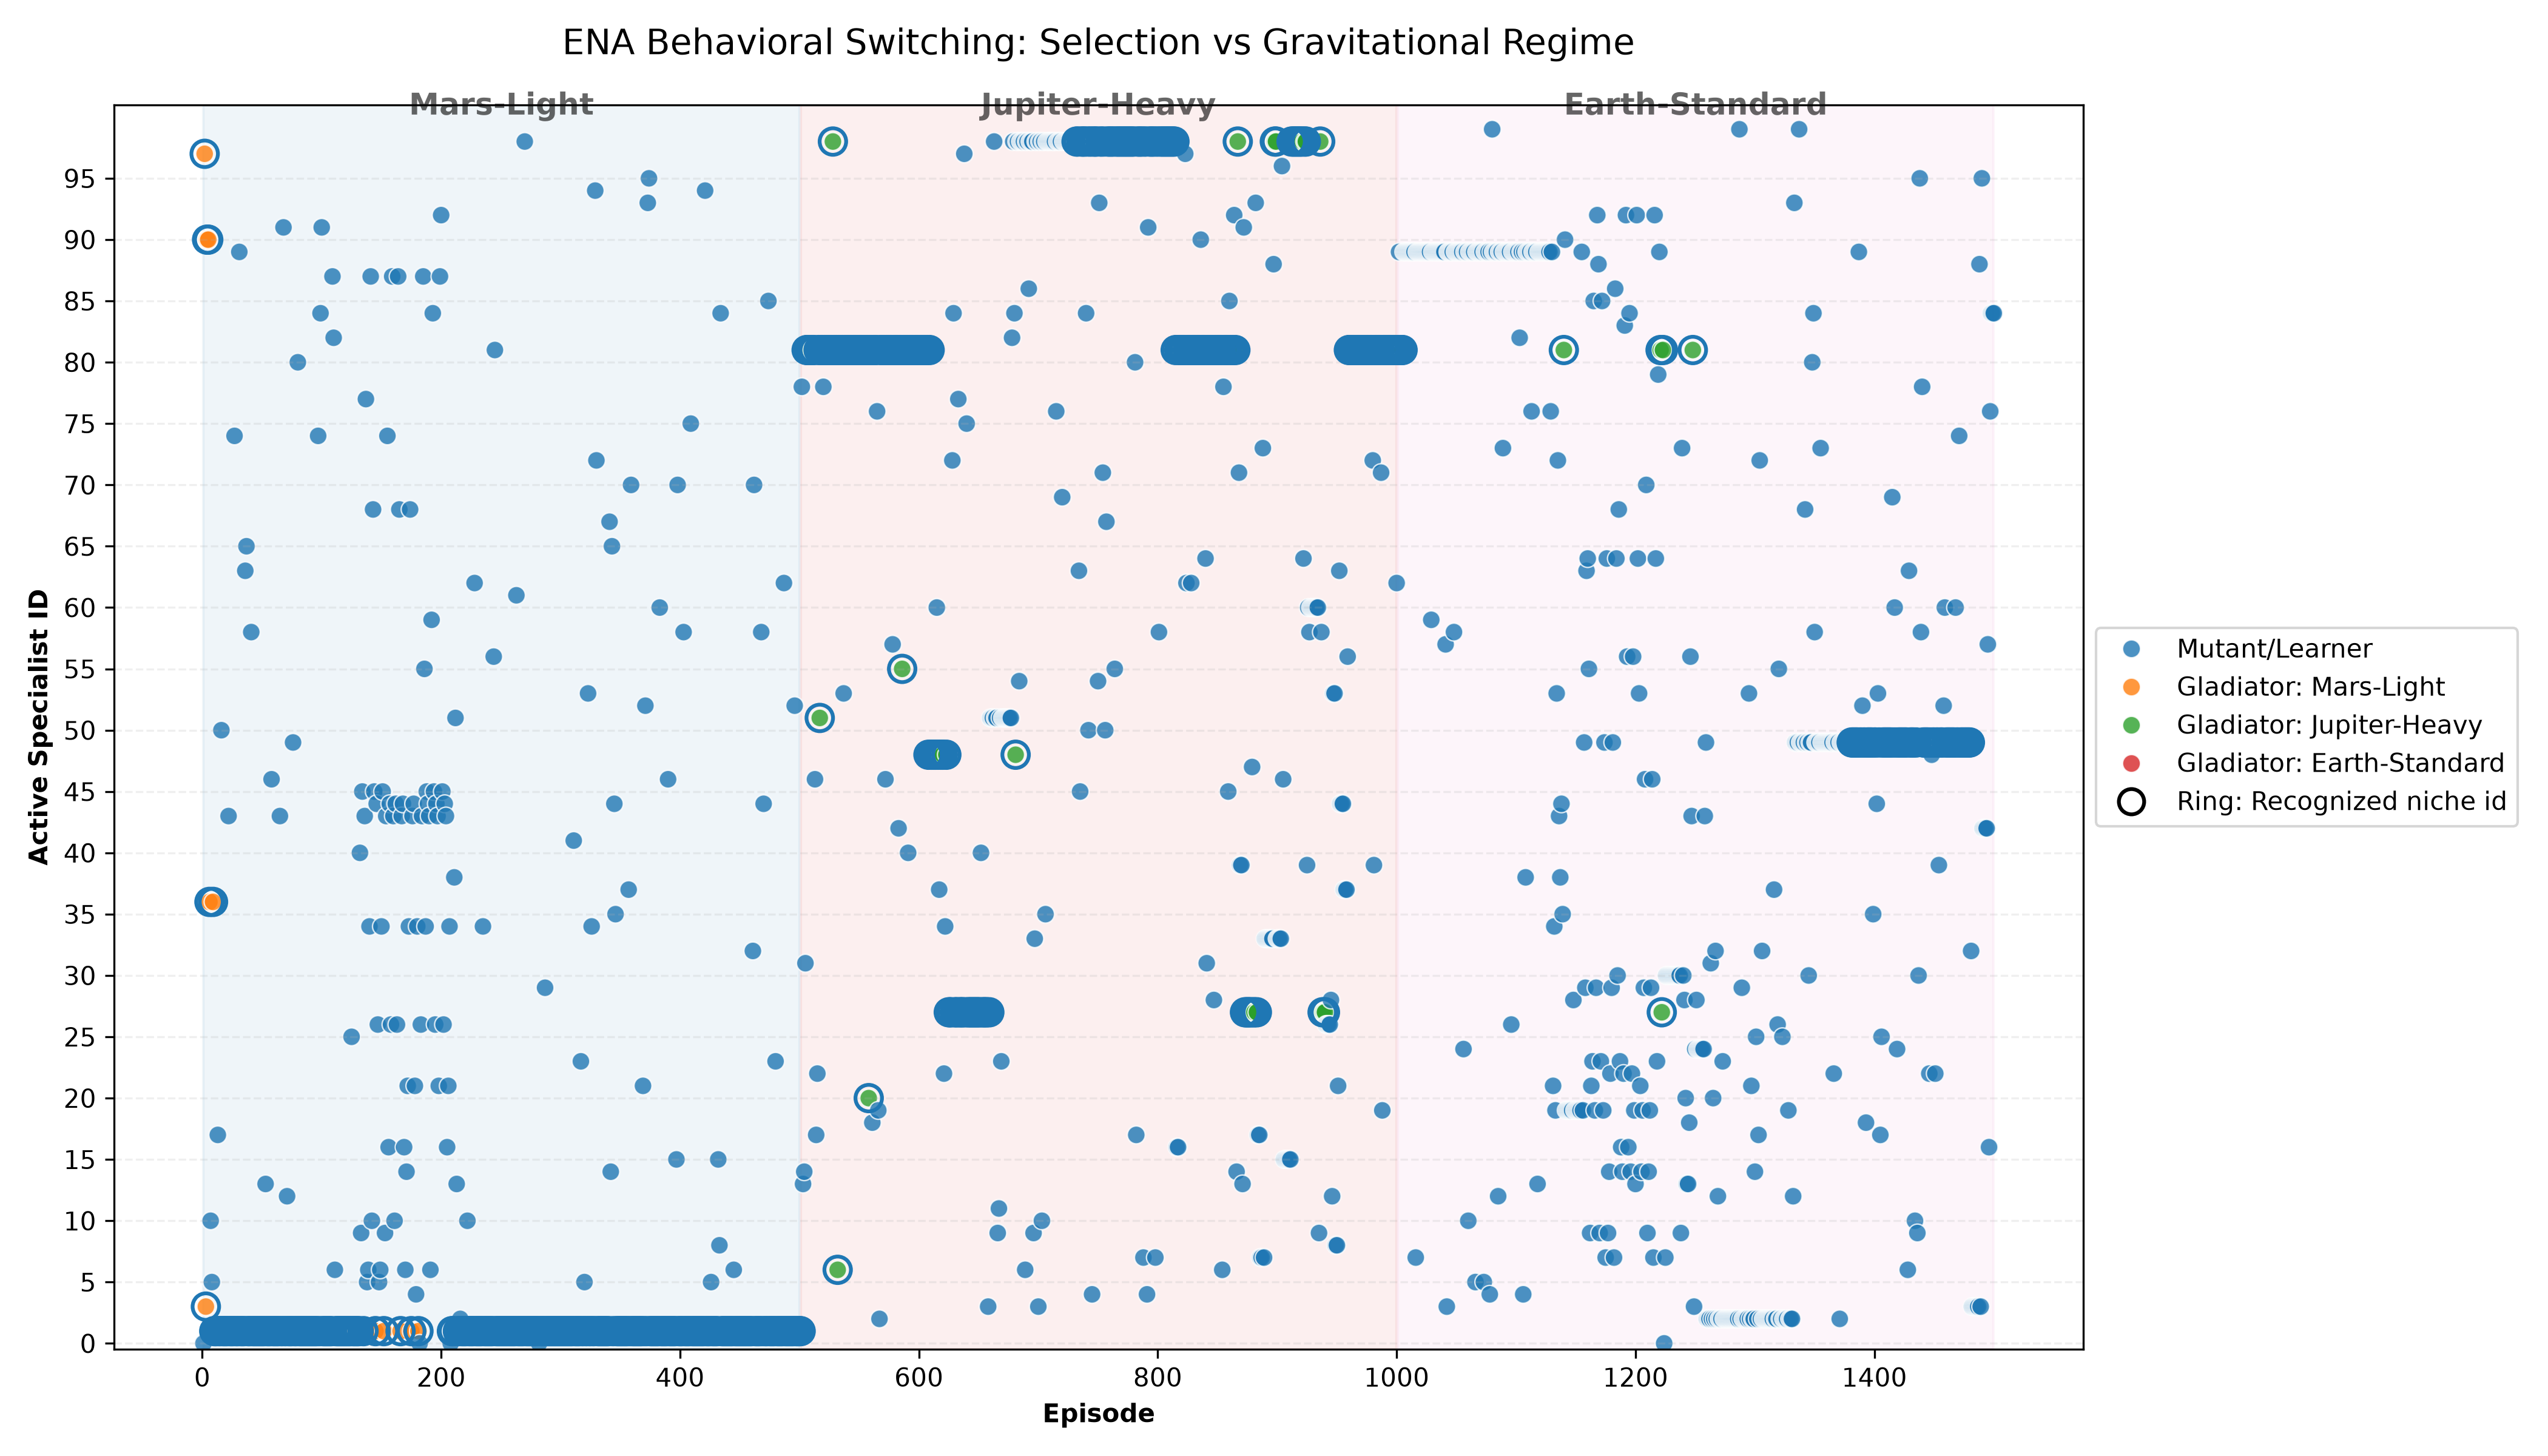 ENA Behavioral Switching: Selection vs Gravitational Regime
Mars-Light
Jupiter-Heavy
Earth-Standard
95
90
85
80
75
70
65
60
55
50
45
40
35
30
25
20
15
10
5
0
Active Specialist ID
0
200
400
600
800
1000
1200
1400
Episode
Mutant/Learner
Gladiator: Mars-Light
Gladiator: Jupiter-Heavy
Gladiator: Earth-Standard
Ring: Recognized niche id